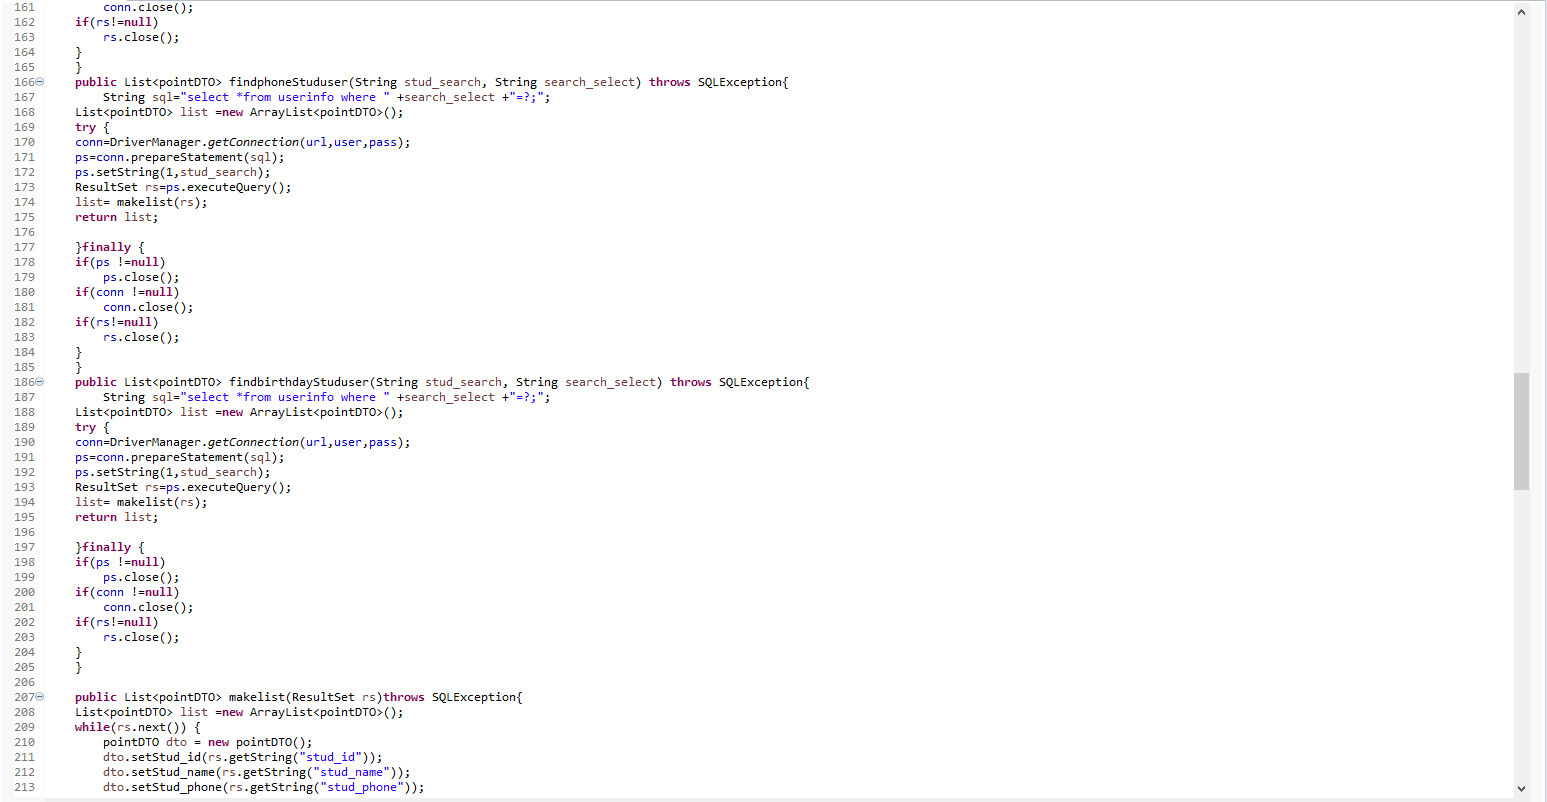 161 conn.close();
162 if(rs!=null)
163 rs.close();
164 }
165 }
166 public List<pointDTO> findphoneStuduser(String stud_search, String search_select) throws SQLException{
167 String sql="select *from userinfo where " +search_select +"=?;";
168 List<pointDTO> list =new ArrayList<pointDTO>();
169 try {
170 conn=DriverManager.getConnection(url,user,pass);
171 ps=conn.prepareStatement(sql);
172 ps.setString(1,stud_search);
173 ResultSet rs=ps.executeQuery();
174 list= makelist(rs);
175 return list;
176
177 }finally {
178 if(ps !=null)
179 ps.close();
180 if(conn !=null)
181 conn.close();
182 if(rs!=null)
183 rs.close();
184 }
185 }
186 public List<pointDTO> findbirthdayStuduser(String stud_search, String search_select) throws SQLException{
187 String sql="select *from userinfo where " +search_select +"=?;";
188 List<pointDTO> list =new ArrayList<pointDTO>();
189 try {
190 conn=DriverManager.getConnection(url,user,pass);
191 ps=conn.prepareStatement(sql);
192 ps.setString(1,stud_search);
193 ResultSet rs=ps.executeQuery();
194 list= makelist(rs);
195 return list;
196
197 }finally {
198 if(ps !=null)
199 ps.close();
200 if(conn !=null)
201 conn.close();
202 if(rs!=null)
203 rs.close();
204 }
205 }
206
207 public List<pointDTO> makelist(ResultSet rs)throws SQLException{
208 List<pointDTO> list =new ArrayList<pointDTO>();
209 while(rs.next()) {
210 pointDTO dto = new pointDTO();
211 dto.setStud_id(rs.getString("stud_id"));
212 dto.setStud_name(rs.getString("stud_name"));
213 dto.setStud_phone(rs.getString("stud_phone"));